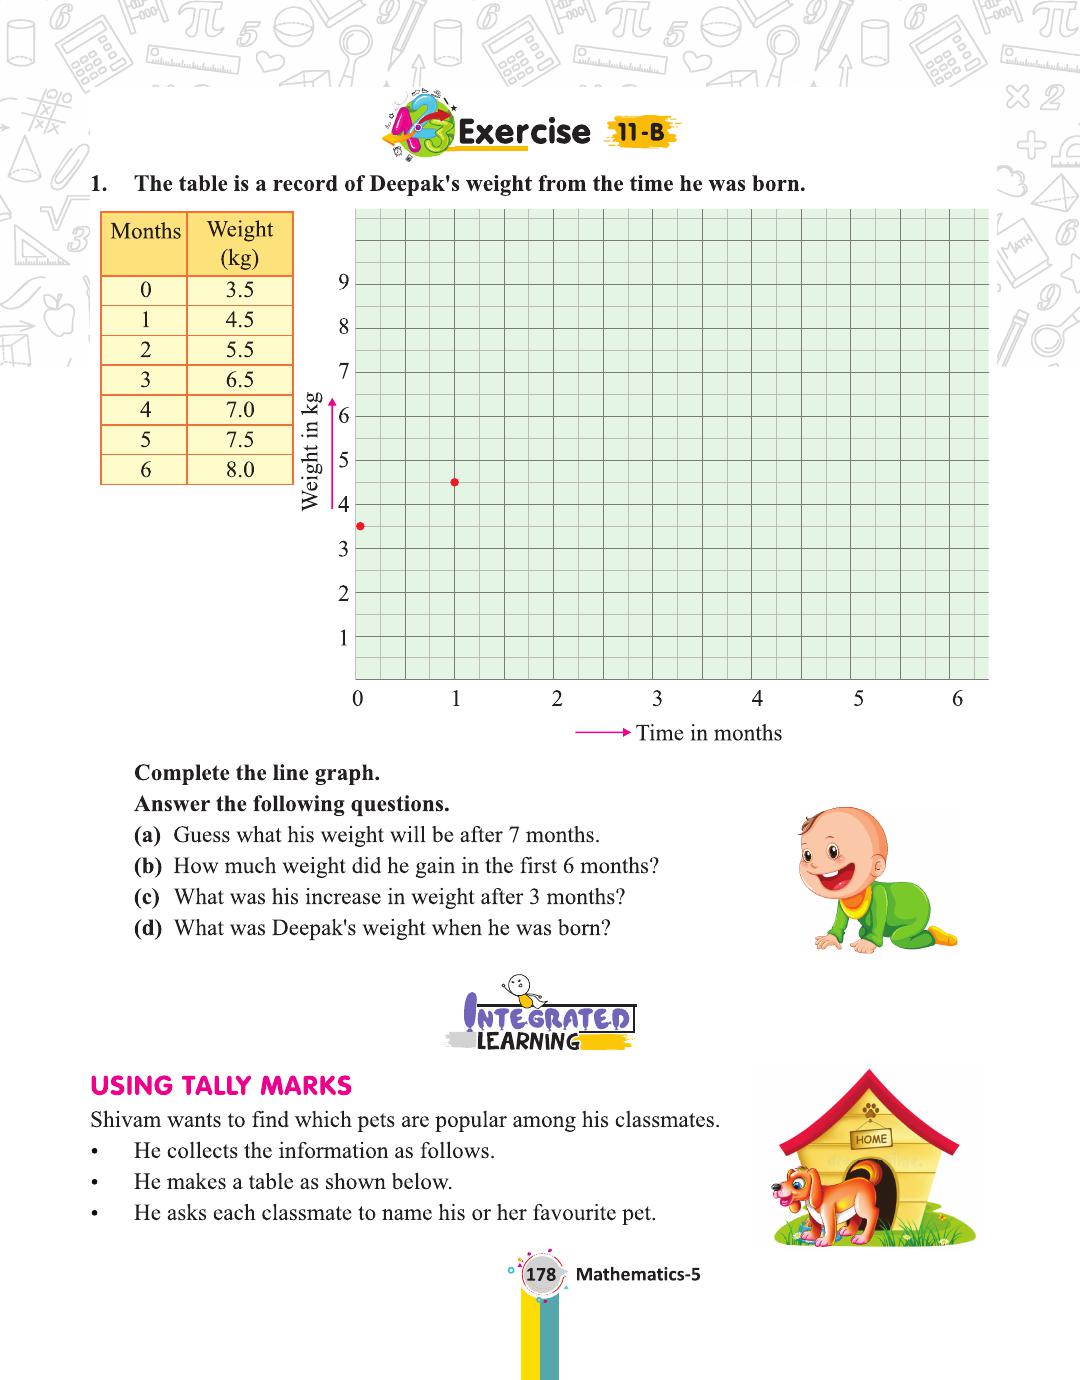 Exercise 11-B
1. The table is a record of Deepak's weight from the time he was born.
Months Weight (kg)
0 3.5
1 4.5
2 5.5
3 6.5
4 7.0
5 7.5
6 8.0
Weight in kg
9
8
7
6
5
4
3
2
1
0 1 2 3 4 5 6
Time in months
Complete the line graph.
Answer the following questions.
(a) Guess what his weight will be after 7 months.
(b) How much weight did he gain in the first 6 months?
(c) What was his increase in weight after 3 months?
(d) What was Deepak's weight when he was born?
INTEGRATED
LEARNING
USING TALLY MARKS
Shivam wants to find which pets are popular among his classmates.
• He collects the information as follows.
• He makes a table as shown below.
• He asks each classmate to name his or her favourite pet.
HOME
178 Mathematics-5